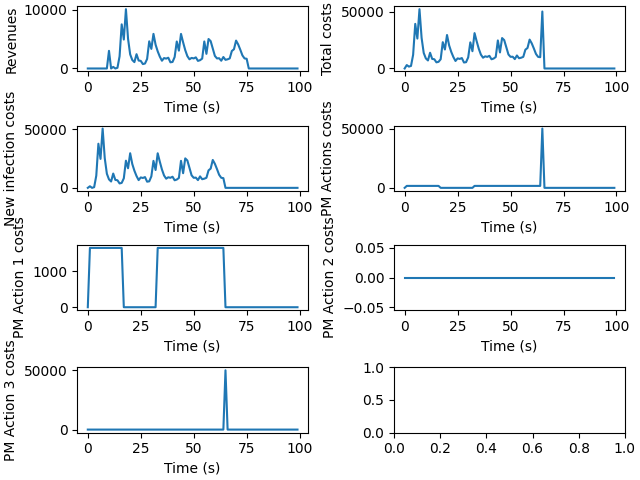 Revenues
10000
0
0 25 50 75 100
Time (s)
Total costs
50000
0
0 25 50 75 100
Time (s)
New infection costs
50000
0
0 25 50 75 100
Time (s)
PM Actions costs
50000
0
0 25 50 75 100
Time (s)
PM Action 1 costs
1000
0
0 25 50 75 100
Time (s)
PM Action 2 costs
0.05
0.00
−0.05
0 25 50 75 100
Time (s)
PM Action 3 costs
50000
0
0 25 50 75 100
Time (s)
1.0
0.5
0.0
0.0 0.2 0.4 0.6 0.8 1.0